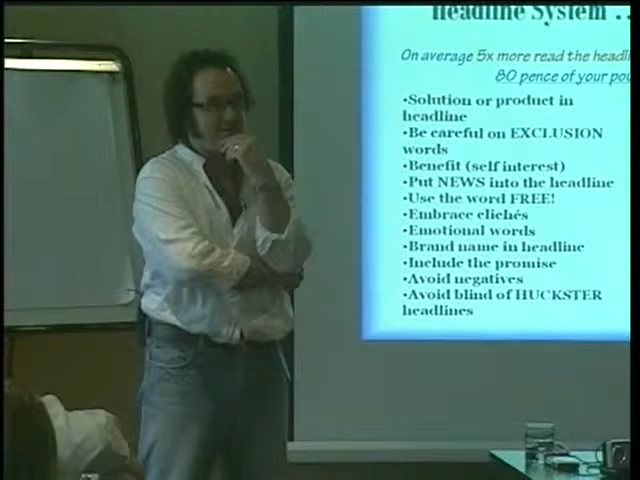 Headline System . .
On average 5x more read the headli
80 pence of your po
•Solution or product in
headline
•Be careful on EXCLUSION
words
•Benefit (self interest)
•Put NEWS into the headline
•Use the word FREE!
•Embrace clichés
•Emotional words
•Brand name in headline
•Include the promise
•Avoid negatives
•Avoid blind of HUCKSTER
headlines